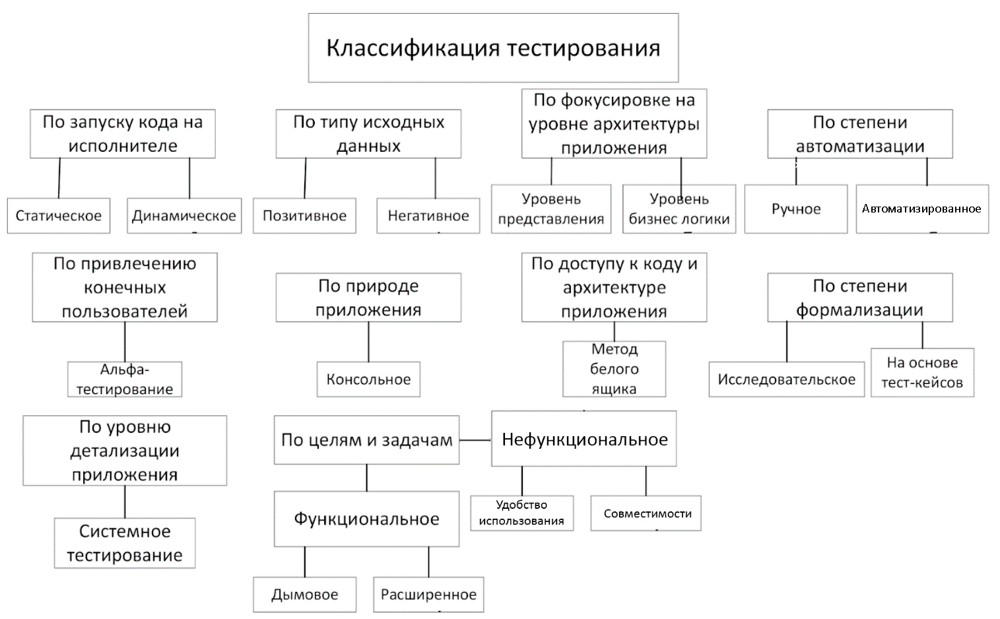 Классификация тестирования
По запуску кода на
исполнителе
Статическое
Динамическое
По типу исходных
данных
Позитивное
Негативное
По фокусировке на
уровне архитектуры
приложения
Уровень
представления
Уровень
бизнес логики
По степени
автоматизации
Ручное
Автоматизированное
По привлечению
конечных
пользователей
Альфа-
тестирование
По природе
приложения
Консольное
По доступу к коду и
архитектуре
приложения
Метод
белого
ящика
По степени
формализации
Исследовательское
На основе
тест-кейсов
По уровню
детализации
приложения
Системное
тестирование
По целям и задачам
Нефункциональное
Удобство
использования
Совместимости
Функциональное
Дымовое
Расширенное